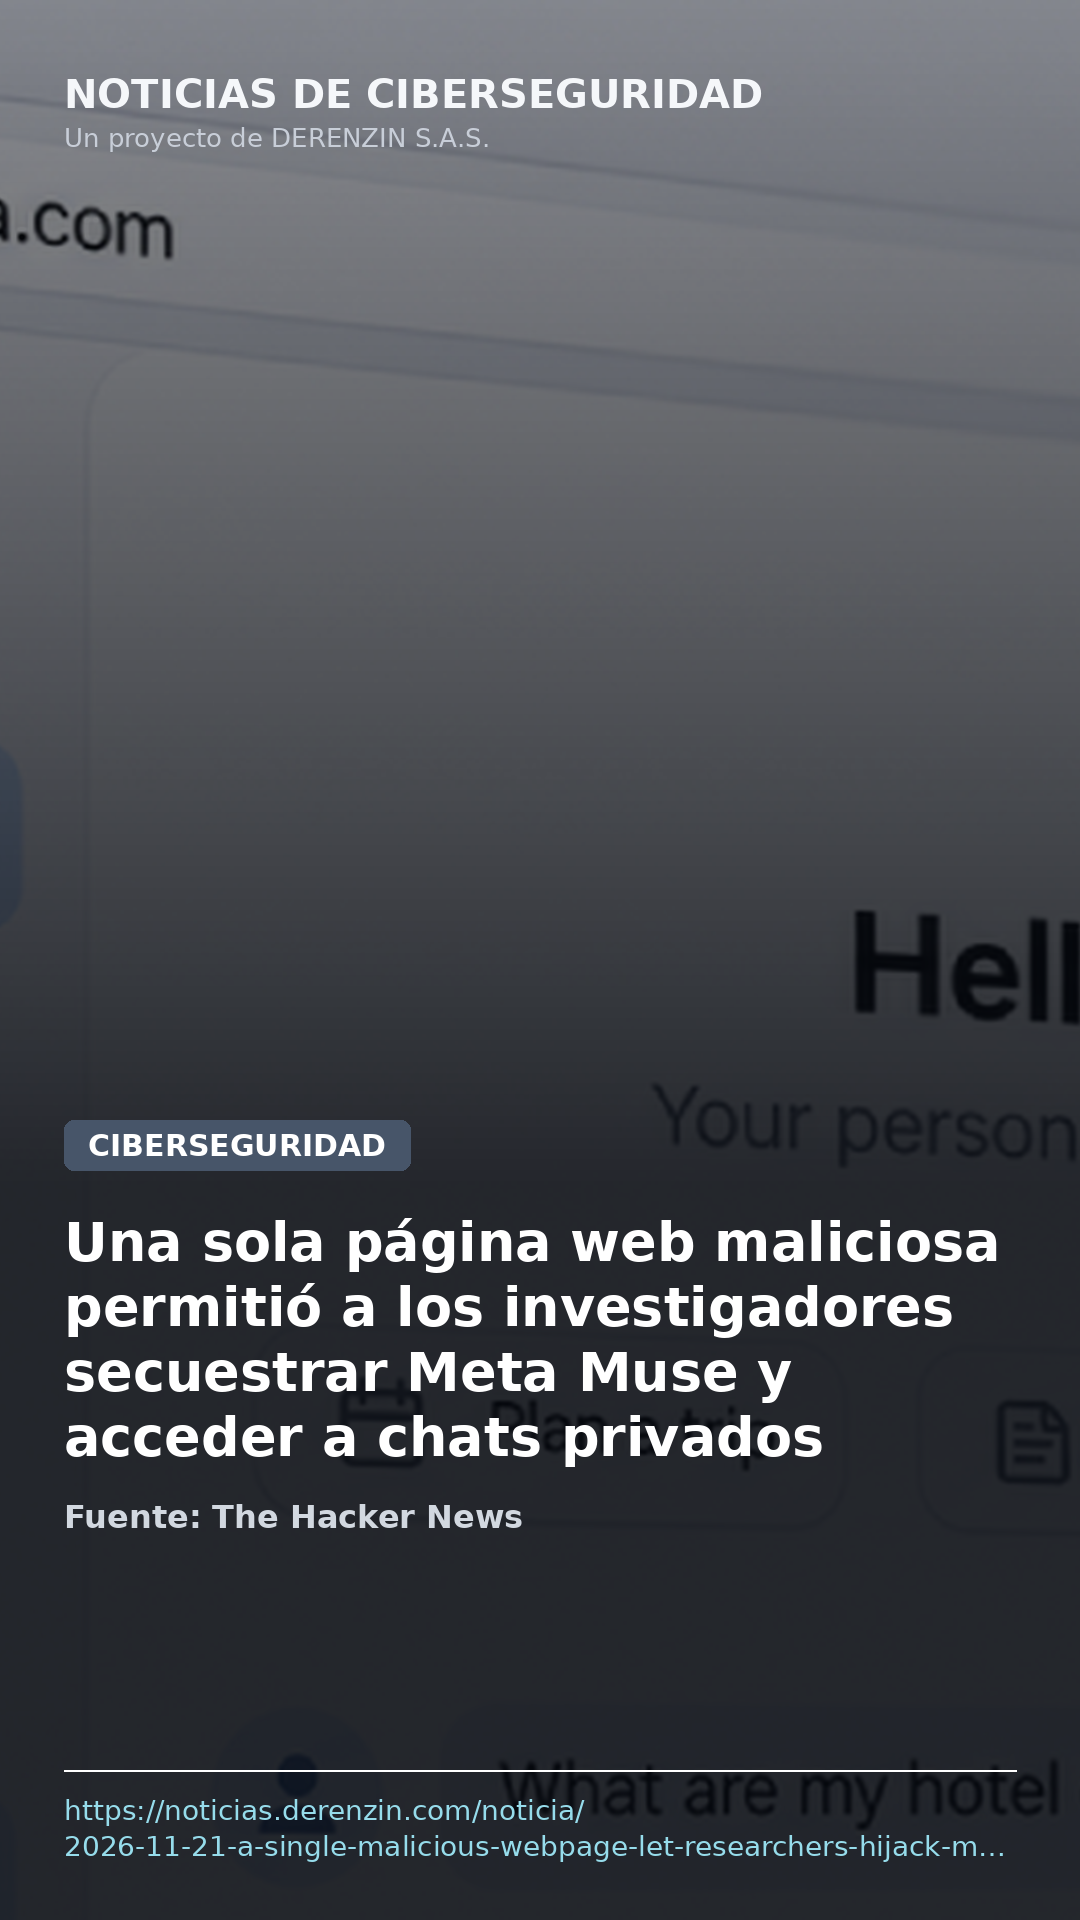 NOTICIAS DE CIBERSEGURIDAD
Un proyecto de DERENZIN S.A.S.
a.com
Hell
Your person
CIBERSEGURIDAD
Una sola página web maliciosa
permitió a los investigadores
secuestrar Meta Muse y
acceder a chats privados
Plan a trip
Fuente: The Hacker News
What are my hotel
https://noticias.derenzin.com/noticia/
2026-11-21-a-single-malicious-webpage-let-researchers-hijack-m...